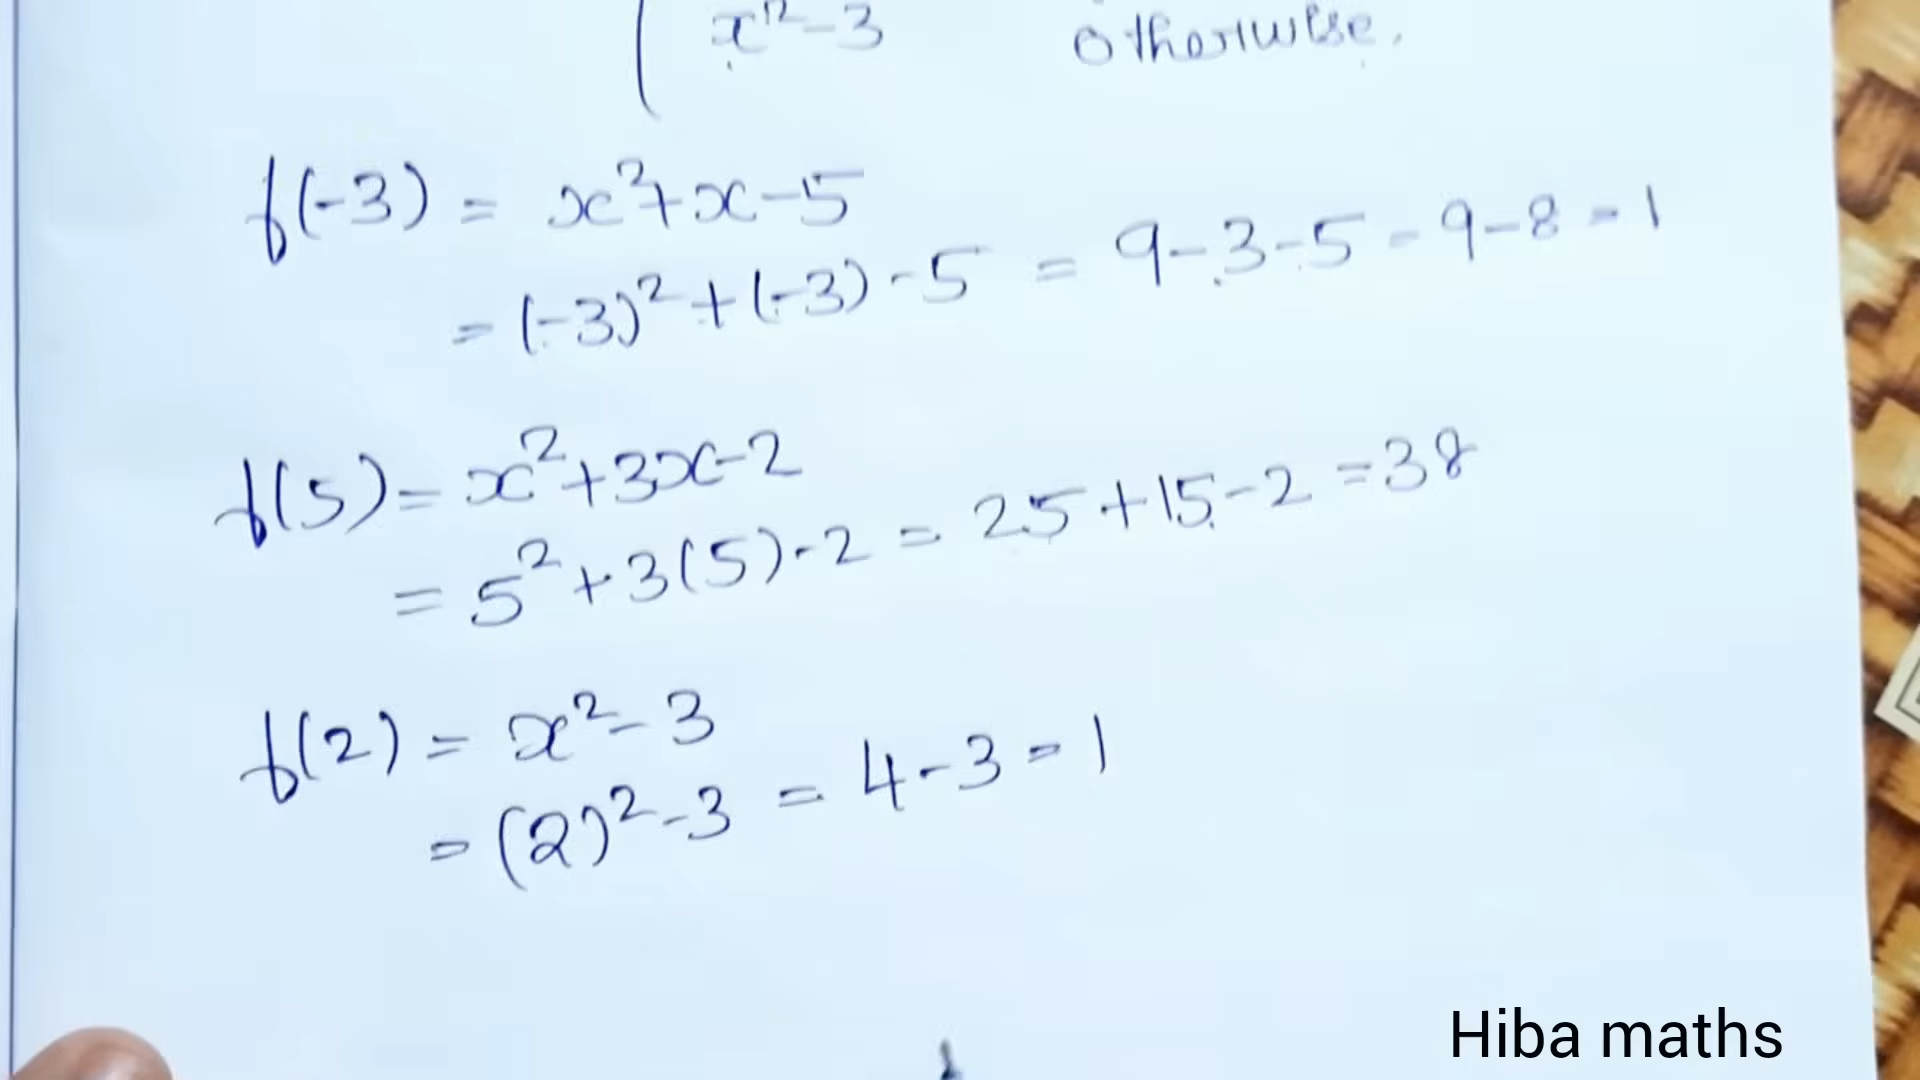 x² - 3 otherwise.
f(-3) = x² + x - 5
= (-3)² + (-3) - 5 = 9 - 3 - 5 = 9 - 8 = 1
f(5) = x² + 3x - 2
= 5² + 3(5) - 2 = 25 + 15 - 2 = 38
f(2) = x² - 3
= (2)² - 3 = 4 - 3 = 1
Hiba maths